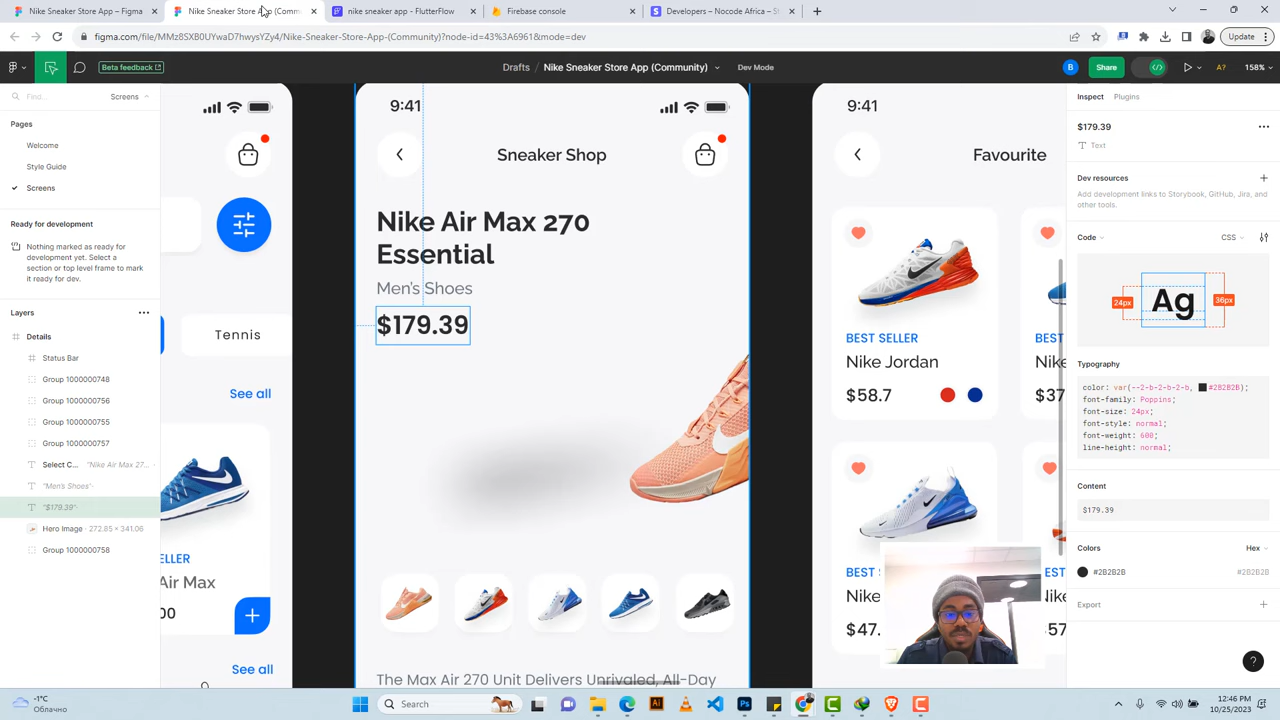 Nike Sneaker Store App - Figma
Nike Sneaker Store App (Comm
nike sneaker app - FlutterFlow
Firebase console
Developers – Nocode Africa - S
figma.com/file/MMz8SXB0UYwaD7hwysYZy4/Nike-Sneaker-Store-App-(Community)?node-id=43%3A6961&mode=dev
Update
Beta feedback
Drafts / Nike Sneaker Store App (Community)
Dev Mode
B
Share
A?
158%
Find...
Screens
Pages
Welcome
Style Guide
Screens
Ready for development
Nothing marked as ready for
development yet. Select a
section or top level frame to mark
it ready for dev.
Layers
Details
Status Bar
Group 1000000748
Group 1000000756
Group 1000000755
Group 1000000757
Select C... "Nike Air Max 27...
"Men's Shoes"
"$179.39"
Hero Image · 272.85 × 341.06
Group 1000000758
Tennis
See all
ELLER
Air Max
00
See all
9:41
Sneaker Shop
Nike Air Max 270
Essential
Men's Shoes
$179.39
The Max Air 270 Unit Delivers Unrivaled, All-Day
9:41
Favourite
BEST SELLER
Nike Jordan
$58.7
Nike
$37
BEST S
Nike
$47.
BEST
Nike
57
Inspect
Plugins
$179.39
Text
Dev resources
Add development links to Storybook, GitHub, Jira, and
other tools.
Code
CSS
24px
Ag
36px
Typography
color: var(--2-b-2-b-2-b, #2B2B2B);
font-family: Poppins;
font-size: 24px;
font-style: normal;
font-weight: 600;
line-height: normal;
Content
$179.39
Colors
Hex
#2B2B2B
#2B2B2B
Export
?
-1°C
Облачно
Search
12:46 PM
10/25/2023